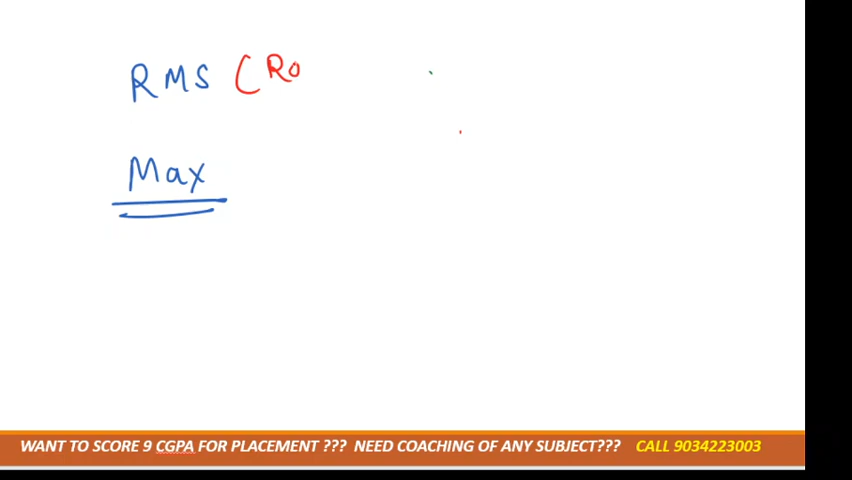 RMS (Ro
Max
WANT TO SCORE 9 CGPA FOR PLACEMENT ??? NEED COACHING OF ANY SUBJECT??? CALL 9034223003